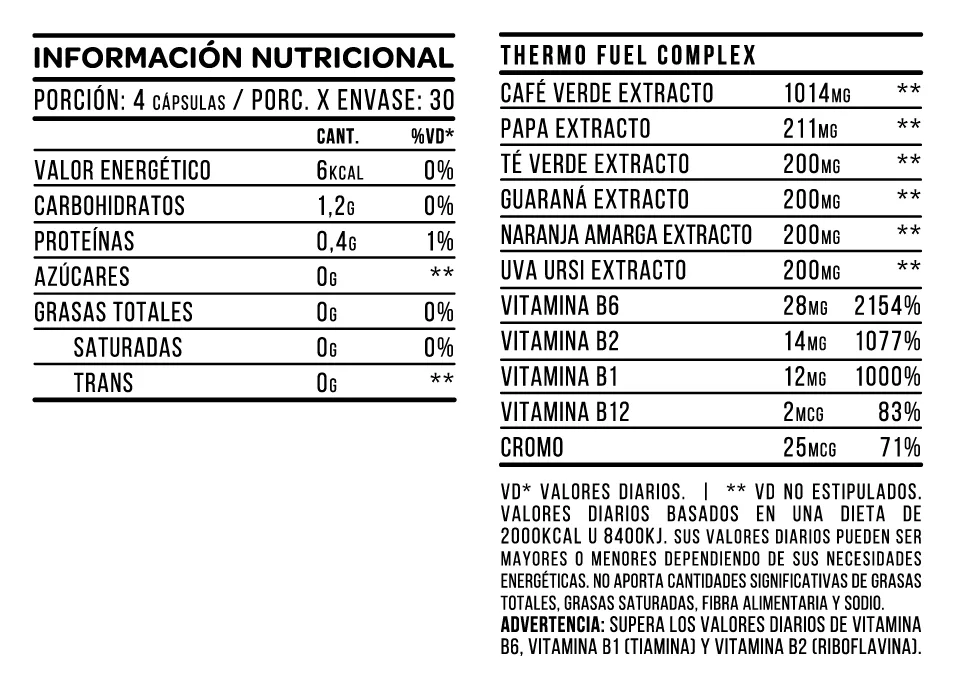 INFORMACIÓN NUTRICIONAL
PORCIÓN: 4 CÁPSULAS / PORC. X ENVASE: 30
CANT. %VD*
VALOR ENERGÉTICO 6KCAL 0%
CARBOHIDRATOS 1,2G 0%
PROTEÍNAS 0,4G 1%
AZÚCARES 0G **
GRASAS TOTALES 0G 0%
SATURADAS 0G 0%
TRANS 0G **
THERMO FUEL COMPLEX
CAFÉ VERDE EXTRACTO 1014MG **
PAPA EXTRACTO 211MG **
TÉ VERDE EXTRACTO 200MG **
GUARANÁ EXTRACTO 200MG **
NARANJA AMARGA EXTRACTO 200MG **
UVA URSI EXTRACTO 200MG **
VITAMINA B6 28MG 2154%
VITAMINA B2 14MG 1077%
VITAMINA B1 12MG 1000%
VITAMINA B12 2MCG 83%
CROMO 25MCG 71%
VD* VALORES DIARIOS. | ** VD NO ESTIPULADOS.
VALORES DIARIOS BASADOS EN UNA DIETA DE
2000KCAL U 8400KJ. SUS VALORES DIARIOS PUEDEN SER
MAYORES O MENORES DEPENDIENDO DE SUS NECESIDADES
ENERGÉTICAS. NO APORTA CANTIDADES SIGNIFICATIVAS DE GRASAS
TOTALES, GRASAS SATURADAS, FIBRA ALIMENTARIA Y SODIO.
ADVERTENCIA: SUPERA LOS VALORES DIARIOS DE VITAMINA
B6, VITAMINA B1 (TIAMINA) Y VITAMINA B2 (RIBOFLAVINA).